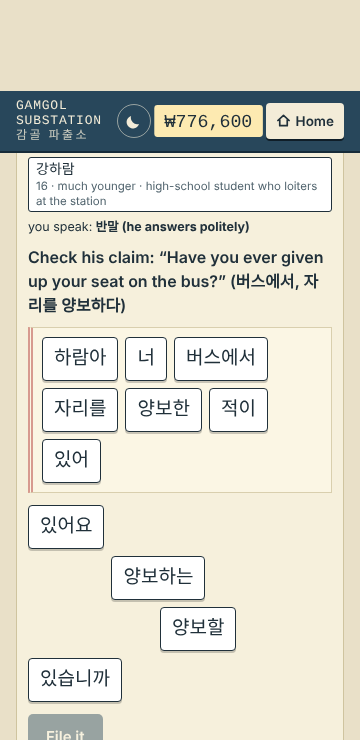 GAMGOL
SUBSTATION
감골 파출소
₩776,600
Home
강하람
16 · much younger · high-school student who loiters
at the station
you speak: 반말 (he answers politely)
Check his claim: “Have you ever given
up your seat on the bus?” (버스에서, 자
리를 양보하다)
하람아 너 버스에서
자리를 양보한 적이
있어
있어요
양보하는
양보할
있습니까
File it